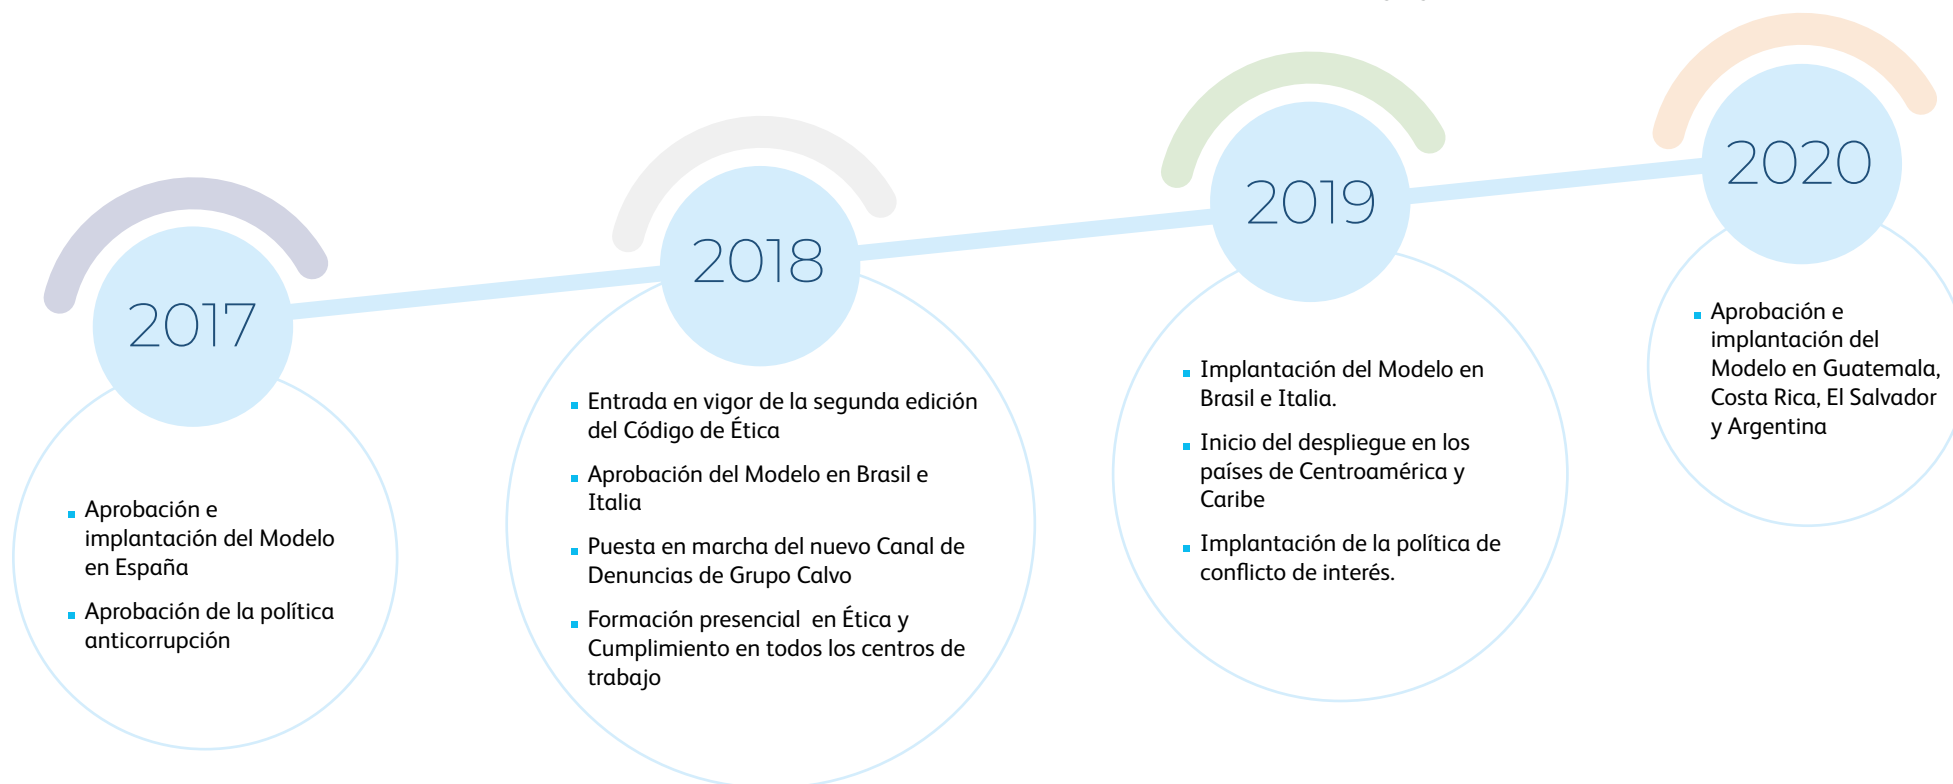 2017
Aprobación e
implantación del Modelo
en España
Aprobación de la política
anticorrupción
2018
Entrada en vigor de la segunda edición
del Código de Ética
Aprobación del Modelo en Brasil e
Italia
Puesta en marcha del nuevo Canal de
Denuncias de Grupo Calvo
Formación presencial  en Ética y
Cumplimiento en todos los centros de
trabajo
2019
Implantación del Modelo en
Brasil e Italia.
Inicio del despliegue en los
países de Centroamérica y
Caribe
Implantación de la política de
conflicto de interés.
2020
Aprobación e
implantación del
Modelo en Guatemala,
Costa Rica, El Salvador
y Argentina